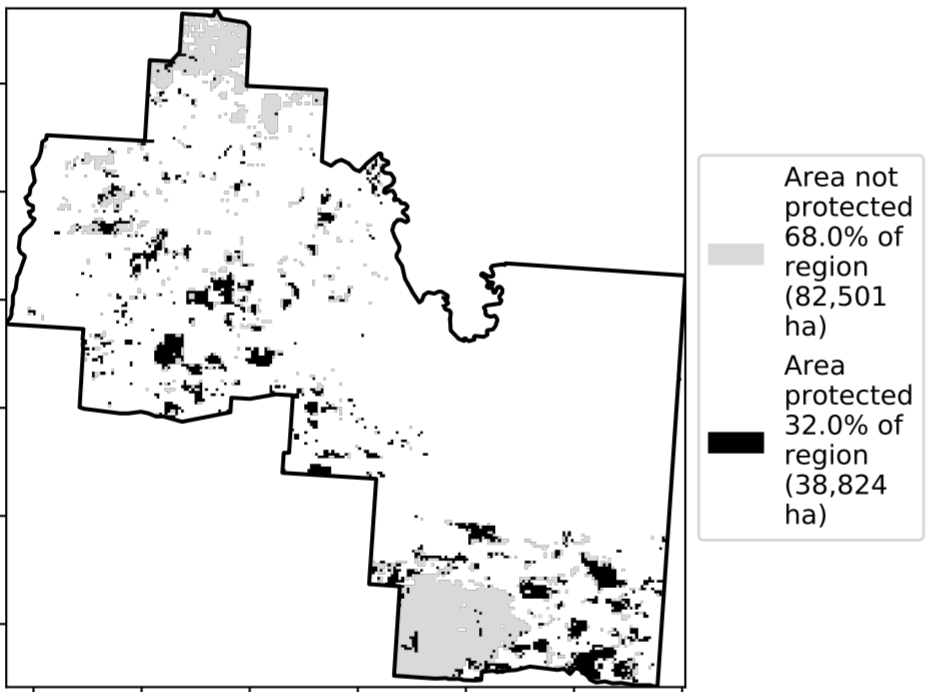 Area not
protected
68.0% of
region
(82,501
ha)
Area
protected
32.0% of
region
(38,824
ha)